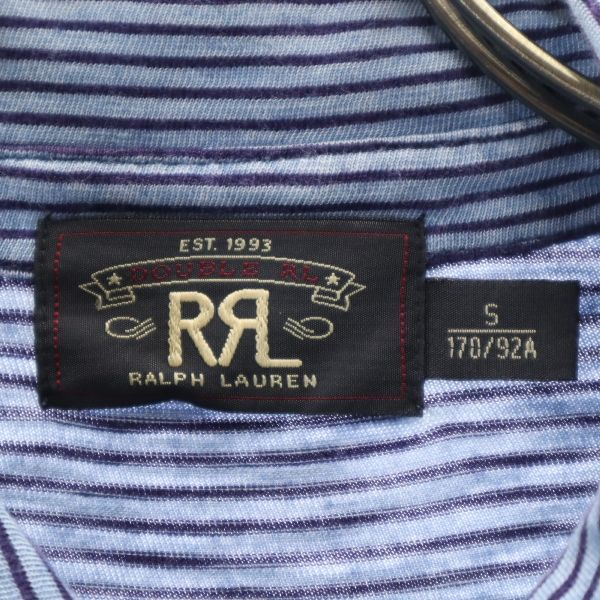 EST. 1993
DOUBLE RL
RRL
RALPH LAUREN
S
170/92A